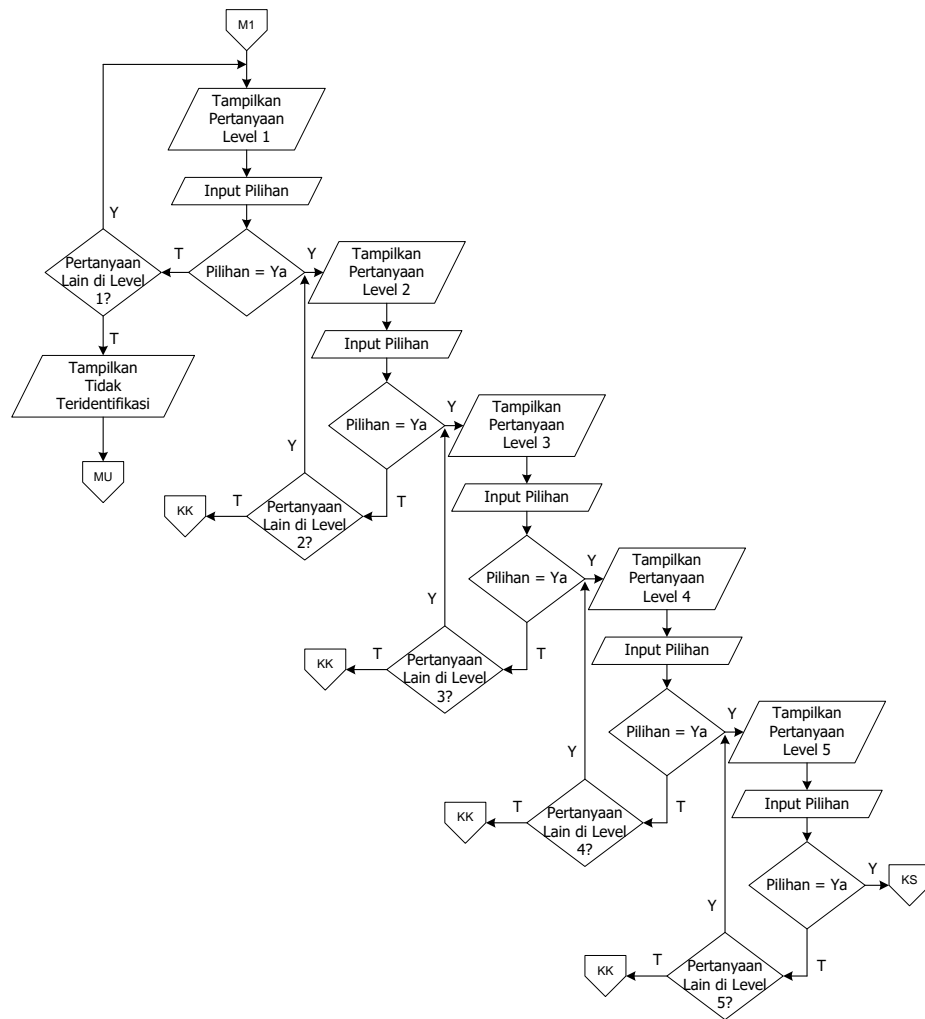 M1
Tampilkan
Pertanyaan
Level 1
Input Pilihan
Y
Pertanyaan
Lain di Level
1?
T
Pilihan = Ya
Y
Tampilkan
Pertanyaan
Level 2
T
Input Pilihan
Tampilkan
Tidak
Teridentifikasi
MU
Pilihan = Ya
Y
Tampilkan
Pertanyaan
Level 3
Y
KK
T
Pertanyaan
Lain di Level
2?
T
Input Pilihan
Pilihan = Ya
Y
Tampilkan
Pertanyaan
Level 4
Y
KK
T
Pertanyaan
Lain di Level
3?
T
Input Pilihan
Pilihan = Ya
Y
Tampilkan
Pertanyaan
Level 5
Y
KK
T
Pertanyaan
Lain di Level
4?
T
Input Pilihan
Pilihan = Ya
Y
KS
Y
KK
T
Pertanyaan
Lain di Level
5?
T